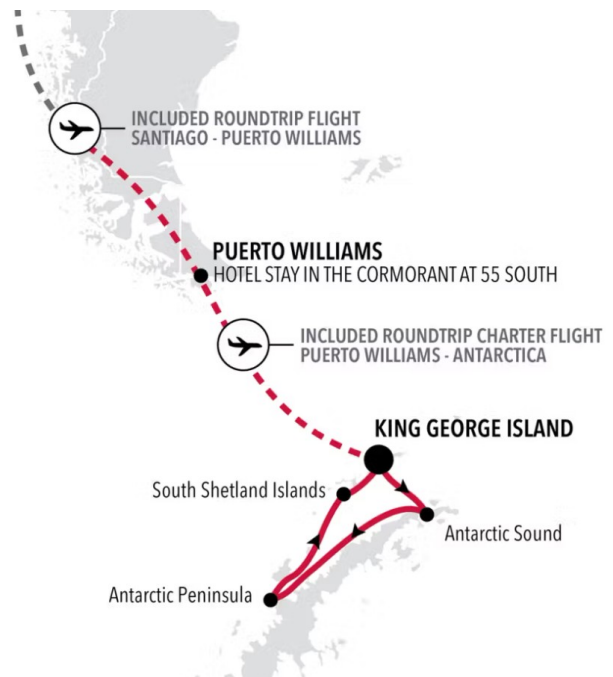 INCLUDED ROUNDTRIP FLIGHT
SANTIAGO - PUERTO WILLIAMS
PUERTO WILLIAMS
HOTEL STAY IN THE CORMORANT AT 55 SOUTH
INCLUDED ROUNDTRIP CHARTER FLIGHT
PUERTO WILLIAMS - ANTARCTICA
KING GEORGE ISLAND
South Shetland Islands
Antarctic Sound
Antarctic Peninsula